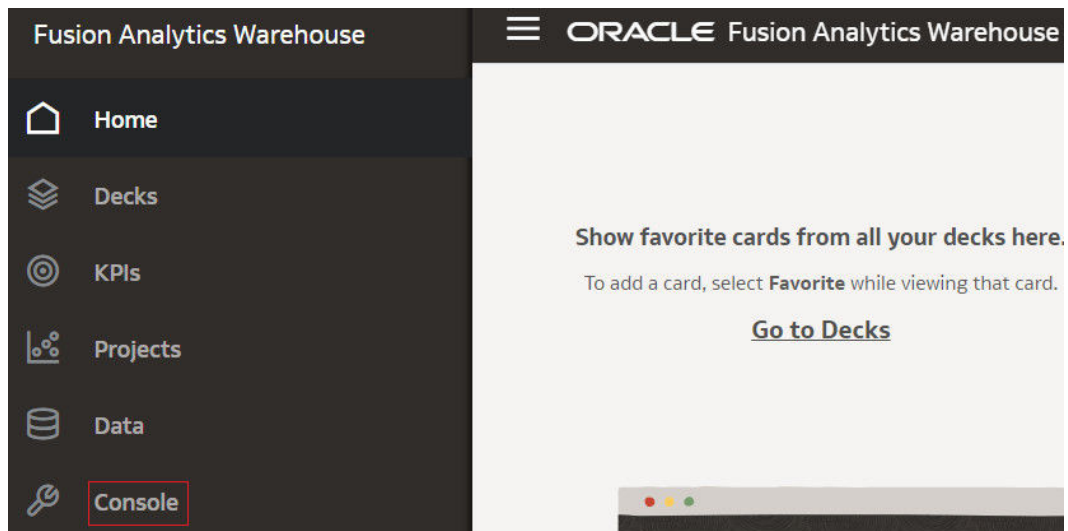 Fusion Analytics Warehouse
Home
Decks
KPIs
Projects
Data
Console
ORACLE Fusion Analytics Warehouse
Show favorite cards from all your decks here.
To add a card, select Favorite while viewing that card.
Go to Decks